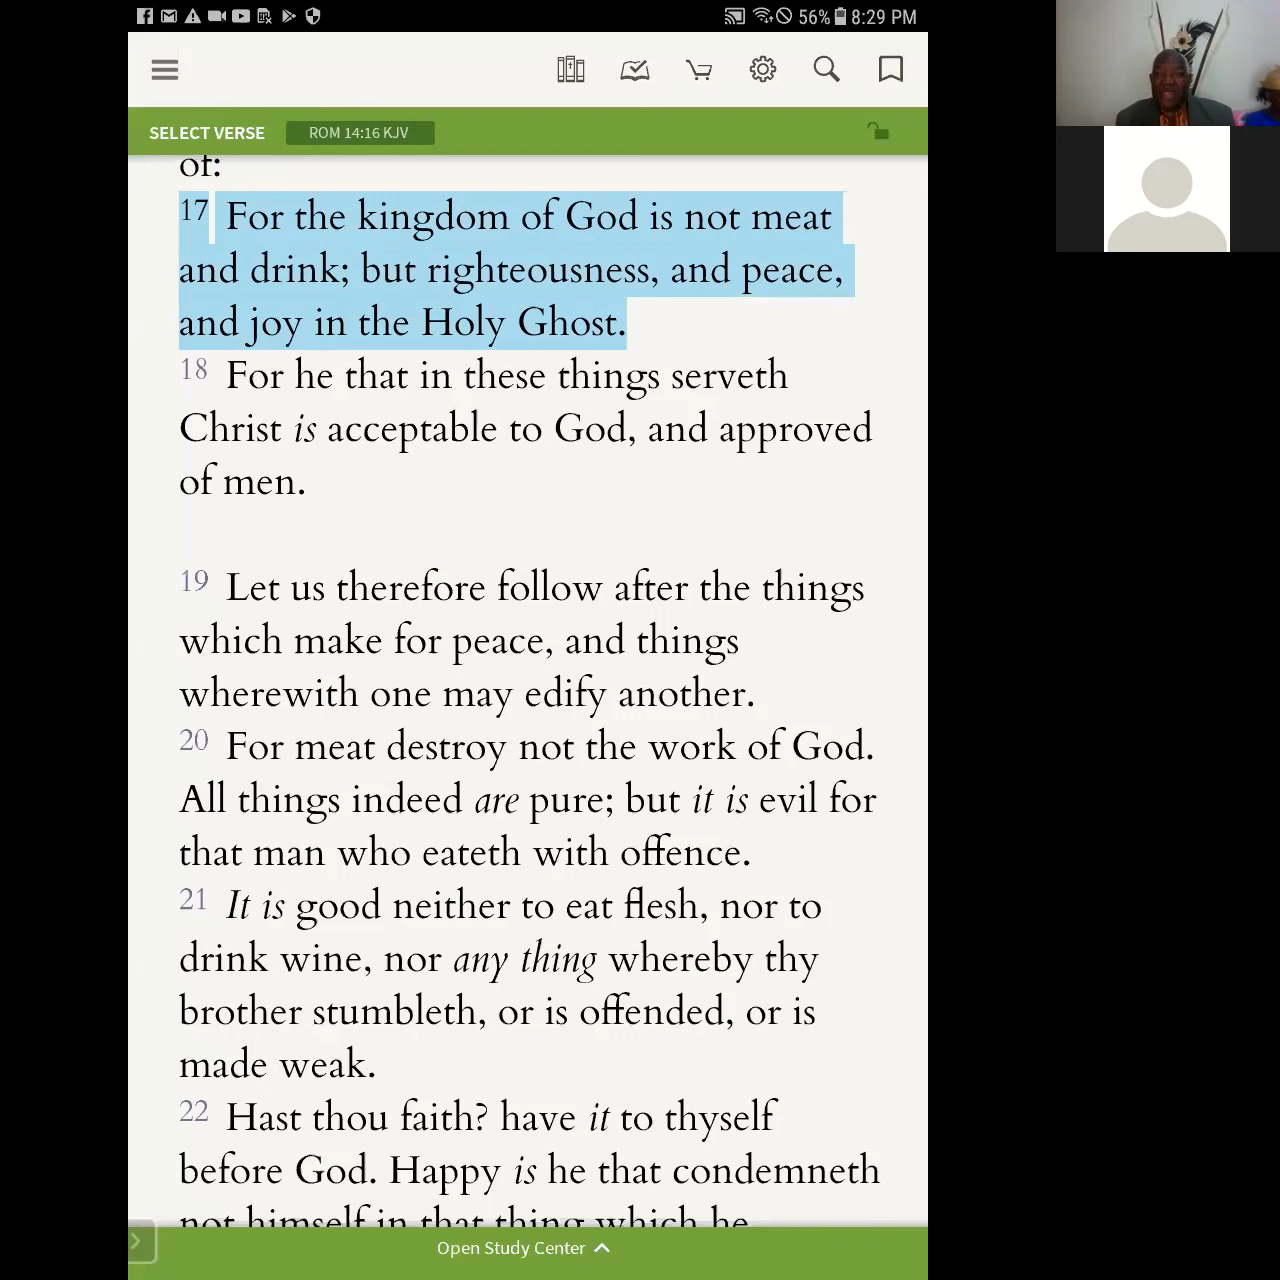 56% 8:29 PM
SELECT VERSE ROM 14:16 KJV
of:
17 For the kingdom of God is not meat
and drink; but righteousness, and peace,
and joy in the Holy Ghost.
18 For he that in these things serveth
Christ is acceptable to God, and approved
of men.
19 Let us therefore follow after the things
which make for peace, and things
wherewith one may edify another.
20 For meat destroy not the work of God.
All things indeed are pure; but it is evil for
that man who eateth with offence.
21 It is good neither to eat flesh, nor to
drink wine, nor any thing whereby thy
brother stumbleth, or is offended, or is
made weak.
22 Hast thou faith? have it to thyself
before God. Happy is he that condemneth
not himself in that thing which he
Open Study Center